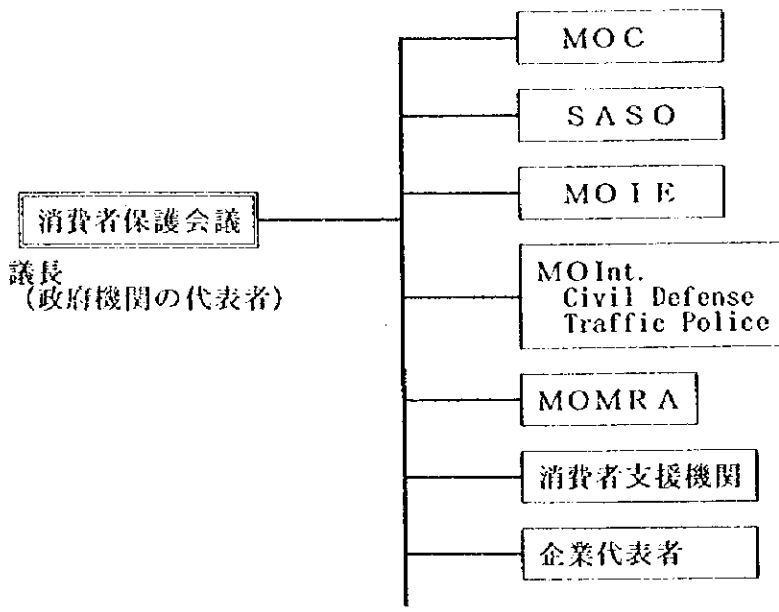 消費者保護会議
議長
(政府機関の代表者)
MOC
SASO
MOIE
MOInt.
Civil Defense
Traffic Police
MOMRA
消費者支援機関
企業代表者